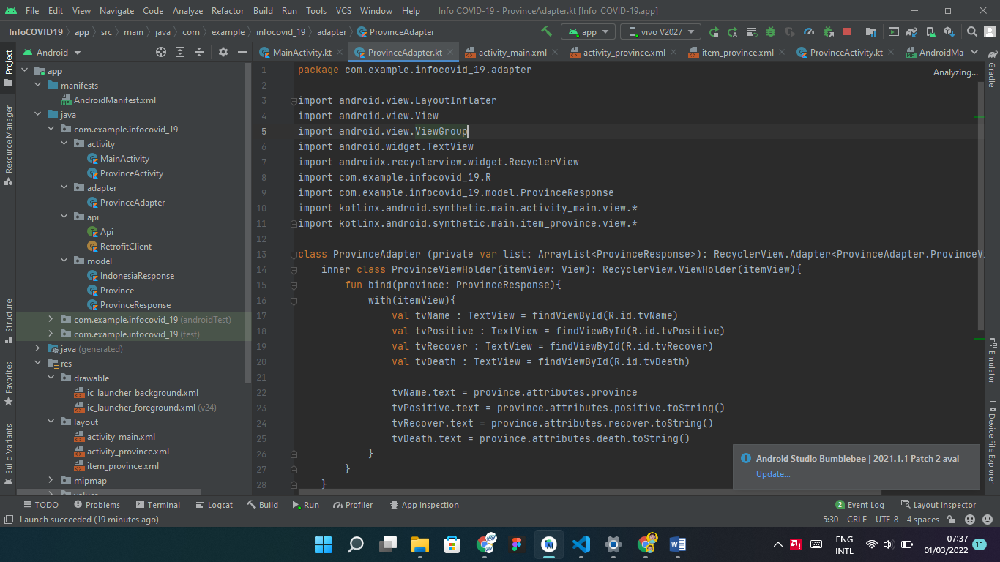 File Edit View Navigate Code Analyze Refactor Build Run Tools VCS Window Help Info COVID-19 - ProvinceAdapter.kt [Info_COVID-19.app]
InfoCOVID19 app src main java com example infocovid_19 adapter ProvinceAdapter app vivo V2027
Android MainActivity.kt ProvinceAdapter.kt activity_main.xml activity_province.xml item_province.xml ProvinceActivity.kt AndroidMa
Project
Resource Manager
Structure
Favorites
Build Variants
app
manifests
AndroidManifest.xml
java
com.example.infocovid_19
activity
MainActivity
ProvinceActivity
adapter
ProvinceAdapter
api
Api
RetrofitClient
model
IndonesiaResponse
Province
ProvinceResponse
com.example.infocovid_19 (androidTest)
com.example.infocovid_19 (test)
java (generated)
res
drawable
ic_launcher_background.xml
ic_launcher_foreground.xml (v24)
layout
activity_main.xml
activity_province.xml
item_province.xml
mipmap
values
Analyzing...
1 package com.example.infocovid_19.adapter
2
3 import android.view.LayoutInflater
4 import android.view.View
5 import android.view.ViewGroup
6 import android.widget.TextView
7 import androidx.recyclerview.widget.RecyclerView
8 import com.example.infocovid_19.R
9 import com.example.infocovid_19.model.ProvinceResponse
10 import kotlinx.android.synthetic.main.activity_main.view.*
11 import kotlinx.android.synthetic.main.item_province.view.*
12
13 class ProvinceAdapter (private var list: ArrayList<ProvinceResponse>): RecyclerView.Adapter<ProvinceAdapter.ProvinceV
14 inner class ProvinceViewHolder(itemView: View): RecyclerView.ViewHolder(itemView){
15 fun bind(province: ProvinceResponse){
16 with(itemView){
17 val tvName : TextView = findViewById(R.id.tvName)
18 val tvPositive : TextView = findViewById(R.id.tvPositive)
19 val tvRecover : TextView = findViewById(R.id.tvRecover)
20 val tvDeath : TextView = findViewById(R.id.tvDeath)
21
22 tvName.text = province.attributes.province
23 tvPositive.text = province.attributes.positive.toString()
24 tvRecover.text = province.attributes.recover.toString()
25 tvDeath.text = province.attributes.death.toString()
26 }
27 }
28 }
Gradle
Emulator
Device File Explorer
Android Studio Bumblebee | 2021.1.1 Patch 2 avai
Update...
TODO Problems Terminal Logcat Build Run Profiler App Inspection 2 Event Log Layout Inspector
Launch succeeded (19 minutes ago) 5:30 CRLF UTF-8 4 spaces
ENG
INTL
07:37
01/03/2022
11